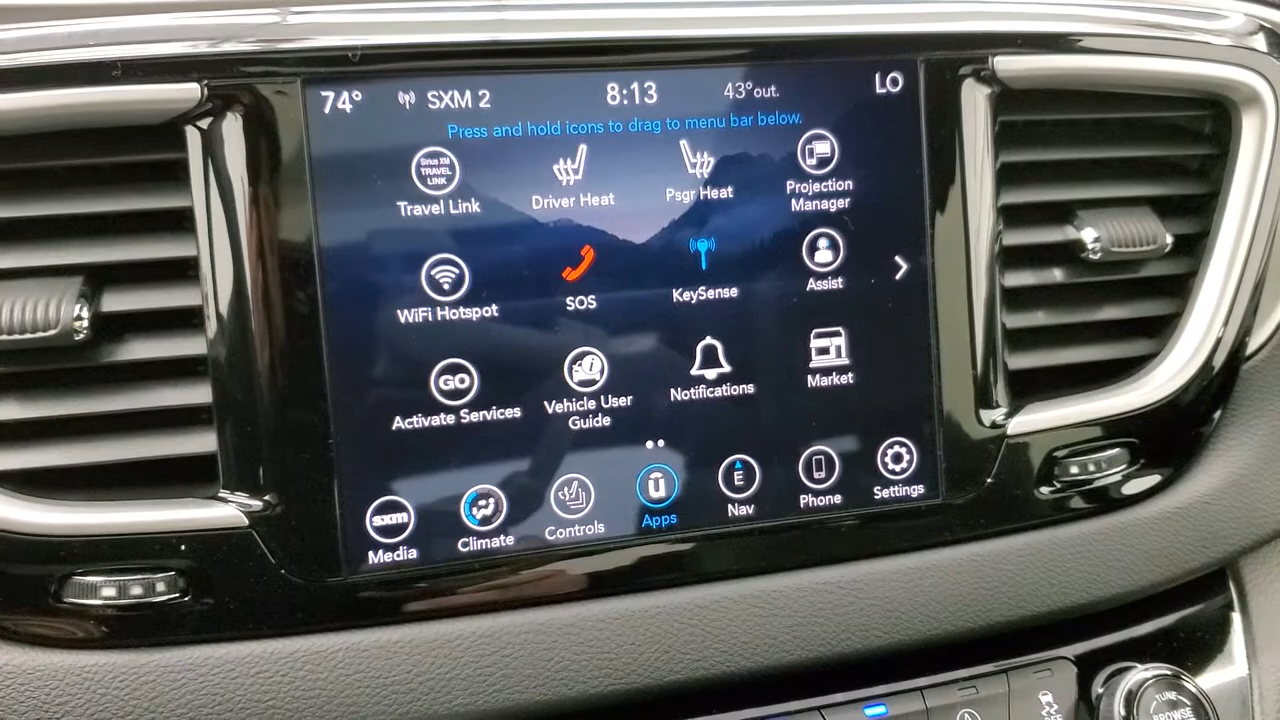 74° SXM 2 8:13 43°out. LO
Press and hold icons to drag to menu bar below.
Sirius XM
TRAVEL
LINK
Travel Link
Driver Heat
Psgr Heat
Projection
Manager
WiFi Hotspot
SOS
KeySense
Assist
GO
Activate Services
Vehicle User
Guide
Notifications
Market
sxm
Media
Climate
Controls
ū
Apps
E
Nav
Phone
Settings
TUNE
BROWSE